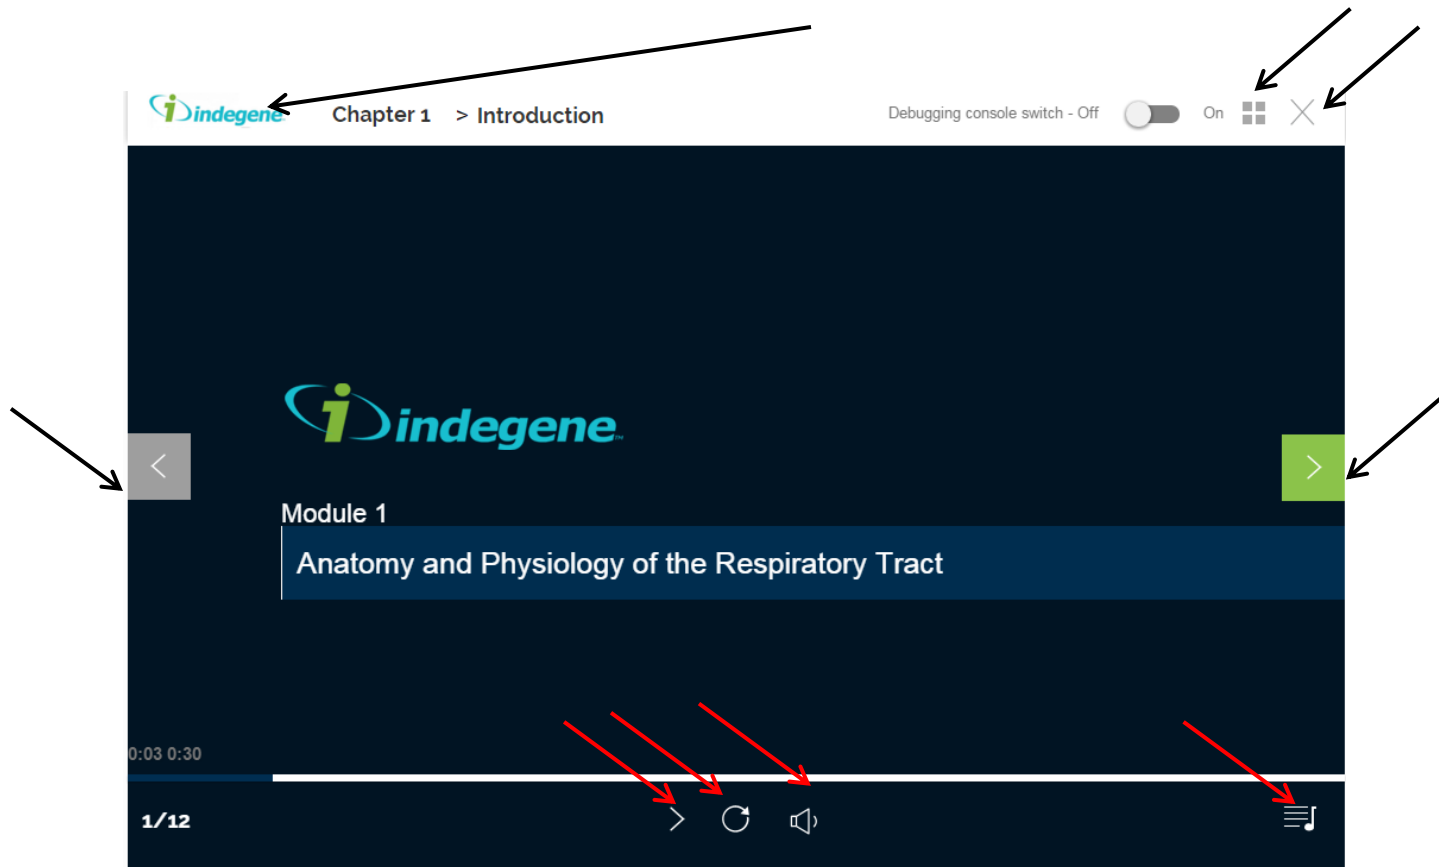 indegene Chapter 1 > Introduction Debugging console switch - Off On
indegene
Module 1
Anatomy and Physiology of the Respiratory Tract
0:03 0:30
1/12